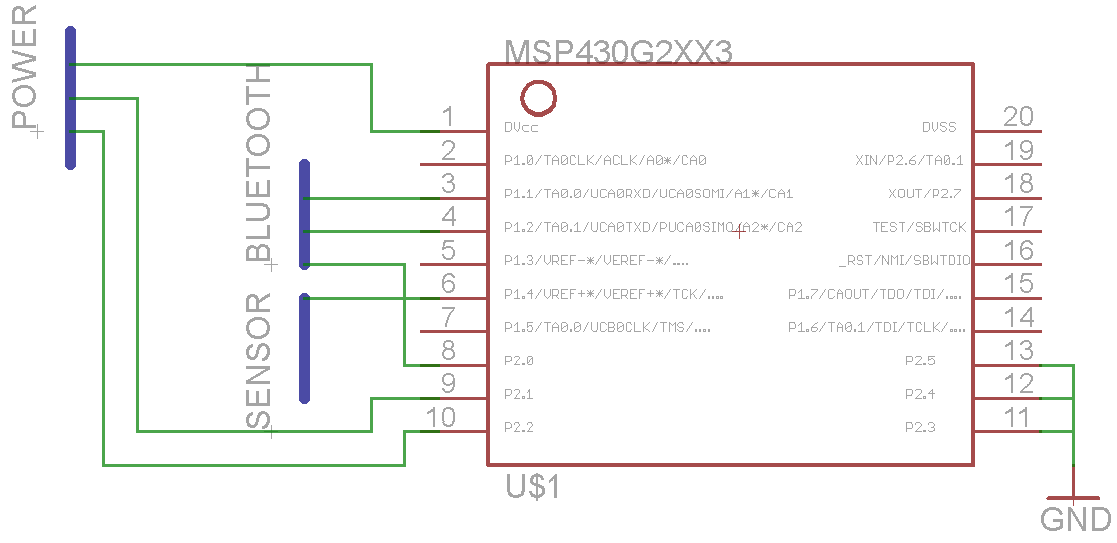 POWER
BLUETOOTH
SENSOR
MSP430G2XX3
1
DVcc
2
P1.0/TA0CLK/ACLK/A0*/CA0
3
P1.1/TA0.0/UCA0RXD/UCA0SOMI/A1*/CA1
4
P1.2/TA0.1/UCA0TXD/PUCA0SIMO/A2*/CA2
5
P1.3/VREF-*/VEREF-*/....
6
P1.4/VREF+*/VEREF+*/TCK/....
7
P1.5/TA0.0/UCB0CLK/TMS/....
8
P2.0
9
P2.1
10
P2.2
DVSS
20
XIN/P2.6/TA0.1
19
XOUT/P2.7
18
TEST/SBWTCK
17
_RST/NMI/SBWTDIO
16
P1.7/CAOUT/TDO/TDI/....
15
P1.6/TA0.1/TDI/TCLK/....
14
P2.5
13
P2.4
12
P2.3
11
U$1
GND